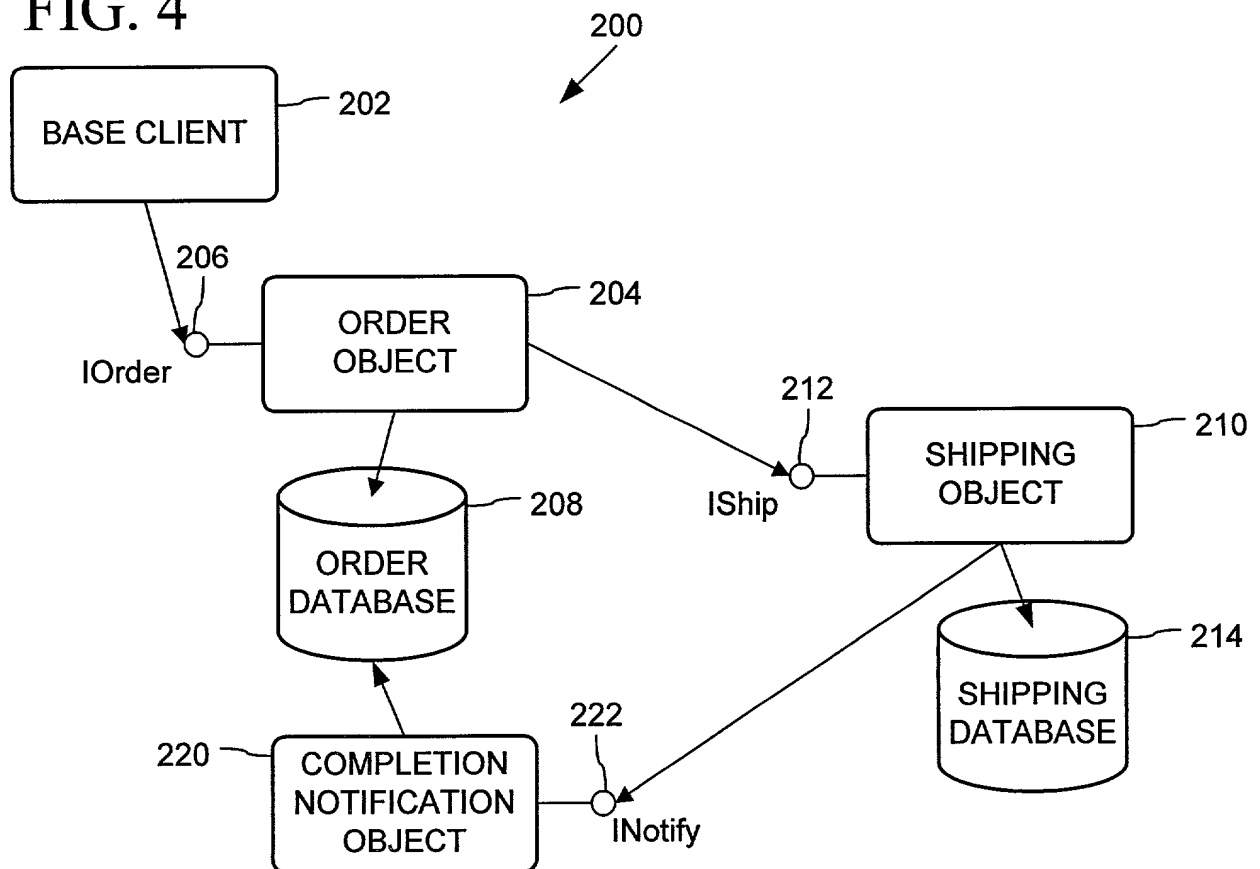 FIG. 4
200
BASE CLIENT
202
206
IOrder
ORDER
OBJECT
204
212
IShip
SHIPPING
OBJECT
210
ORDER
DATABASE
208
SHIPPING
DATABASE
214
220
COMPLETION
NOTIFICATION
OBJECT
222
INotify